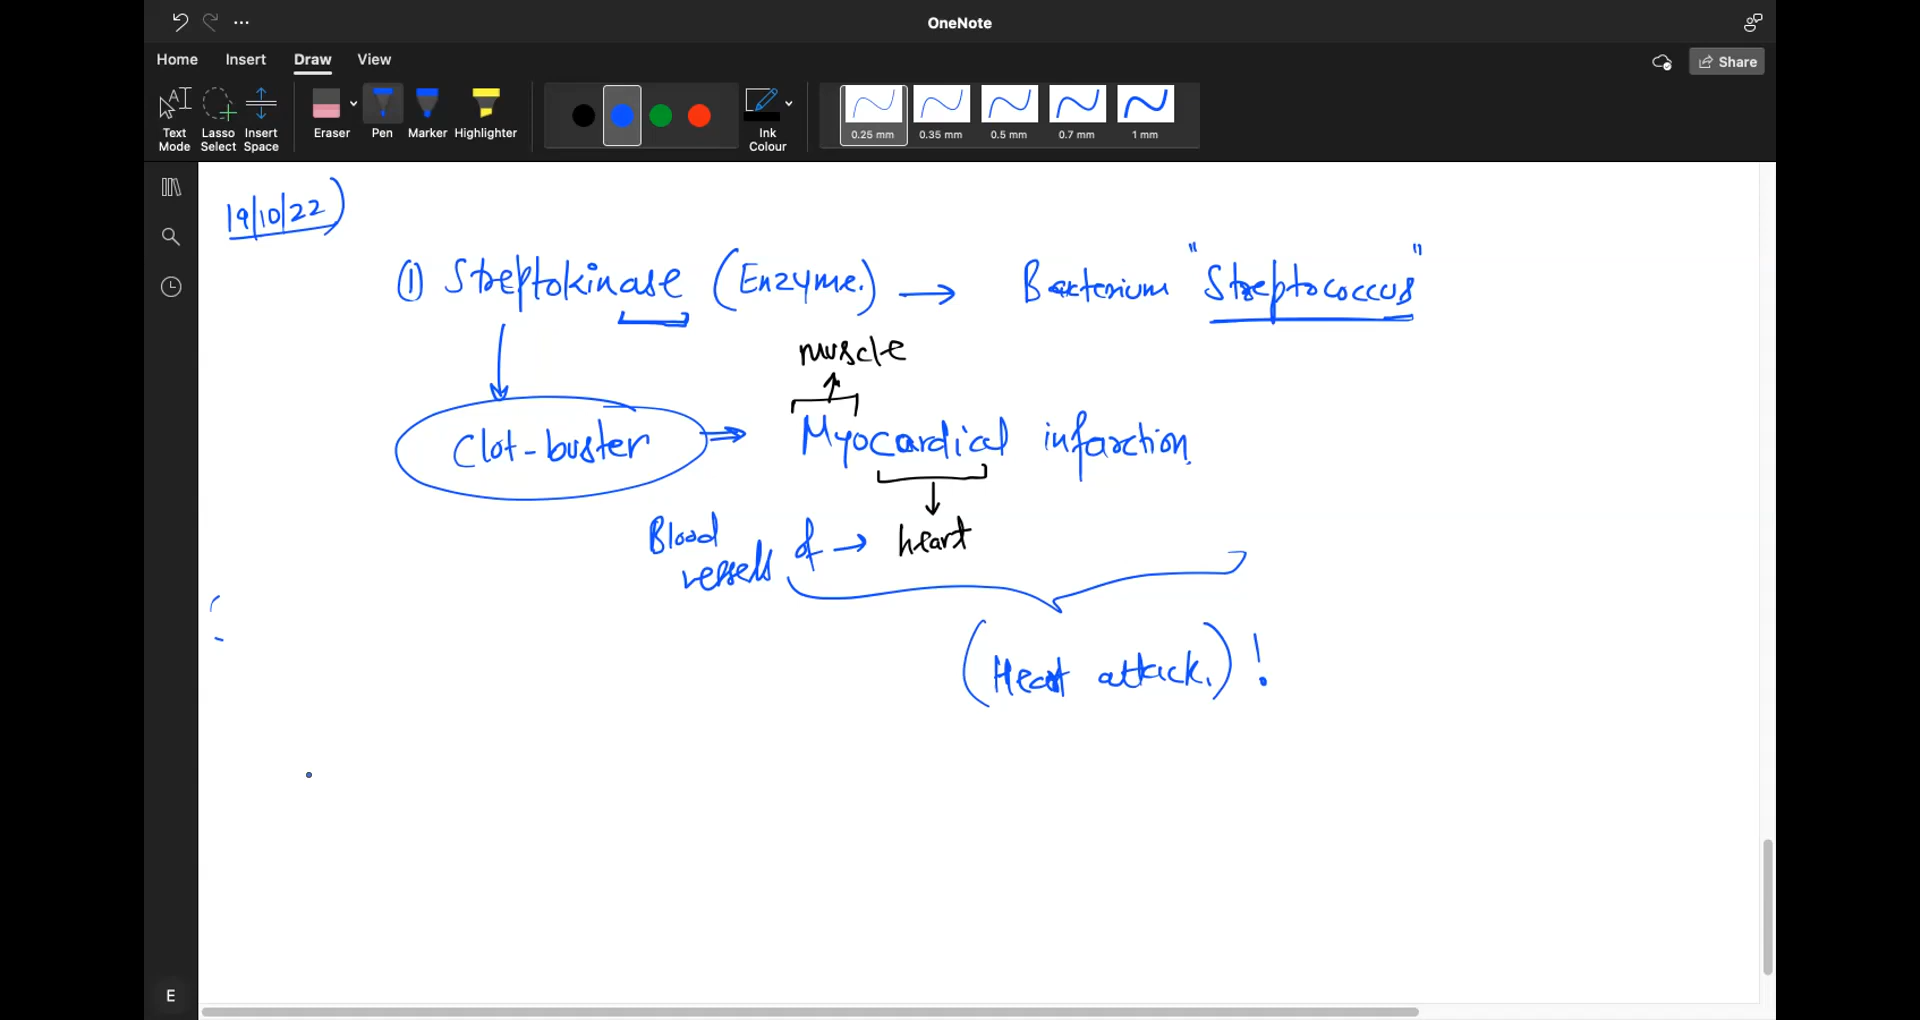 OneNote
Home Insert Draw View
Share
Text Mode
Lasso Select
Insert Space
Eraser
Pen
Marker
Highlighter
Ink Colour
0.25 mm
0.35 mm
0.5 mm
0.7 mm
1 mm
19/10/22)
① Streptokinase (Enzyme.) → Bacterium "Streptococcus"
muscle
Clot-buster ⇒ Myocardial infarction.
Blood vessels of → heart
(Heart attack.) !
E